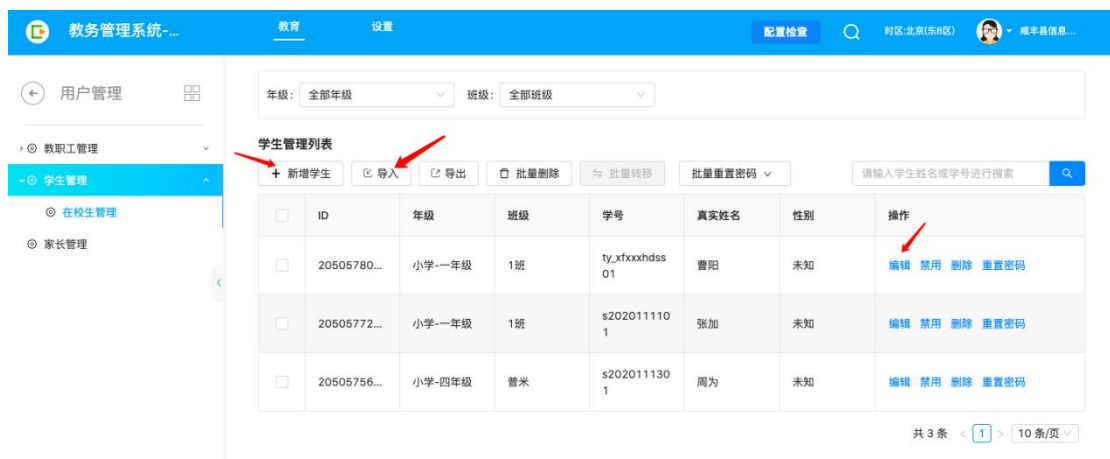 教务管理系统-...
教育
设置
配置检查
时区:北京(东8区)
咸丰县信息...
用户管理
年级: 全部年级
班级: 全部班级
教职工管理
学生管理
在校生管理
家长管理
学生管理列表
+ 新增学生
导入
导出
批量删除
批量转移
批量重置密码
请输入学生姓名或学号进行搜索
ID 年级 班级 学号 真实姓名 性别 操作
20505780... 小学-一年级 1班 ty_xfxxxhdss 曹阳 未知 编辑 禁用 删除 重置密码
01
20505772... 小学-一年级 1班 s202011110 张加 未知 编辑 禁用 删除 重置密码
1
20505756... 小学-四年级 普米 s202011130 周为 未知 编辑 禁用 删除 重置密码
1
共 3 条 < 1 > 10 条/页